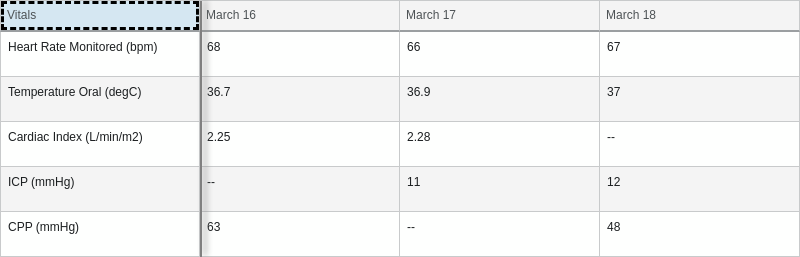 Vitals March 16 March 17 March 18
Heart Rate Monitored (bpm) 68 66 67
Temperature Oral (degC) 36.7 36.9 37
Cardiac Index (L/min/m2) 2.25 2.28 --
ICP (mmHg) -- 11 12
CPP (mmHg) 63 -- 48